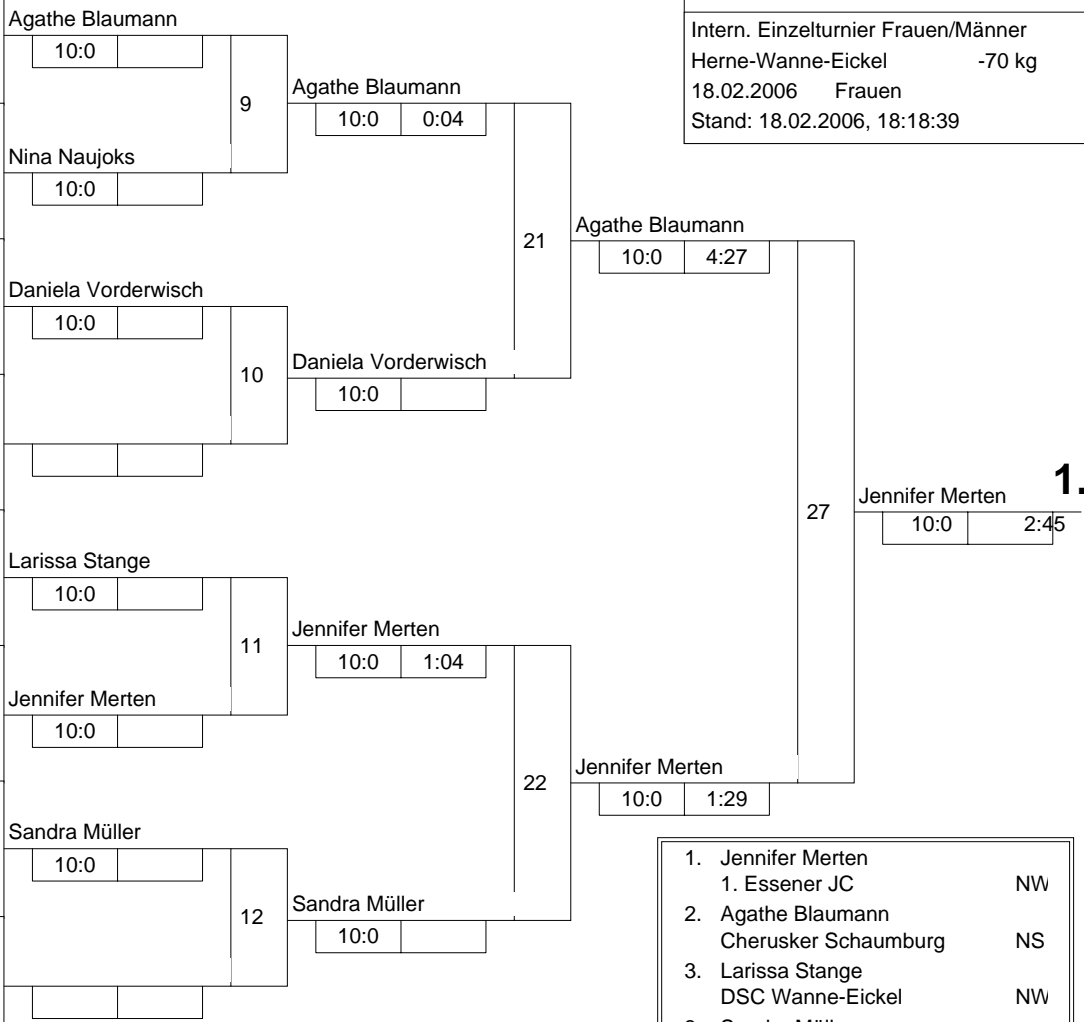 Agathe Blaumann
10:0
Intern. Einzelturnier Frauen/Männer
Herne-Wanne-Eickel -70 kg
18.02.2006 Frauen
Stand: 18.02.2006, 18:18:39
9
Agathe Blaumann
10:0 0:04
Nina Naujoks
10:0
21
Agathe Blaumann
10:0 4:27
Daniela Vorderwisch
10:0
10
Daniela Vorderwisch
10:0
27
Jennifer Merten 1.
10:0 2:45
Larissa Stange
10:0
11
Jennifer Merten
10:0 1:04
Jennifer Merten
10:0
22
Jennifer Merten
10:0 1:29
Sandra Müller
10:0
12
Sandra Müller
10:0
1. Jennifer Merten
1. Essener JC NW
2. Agathe Blaumann
Cherusker Schaumburg NS
3. Larissa Stange
DSC Wanne-Eickel NW